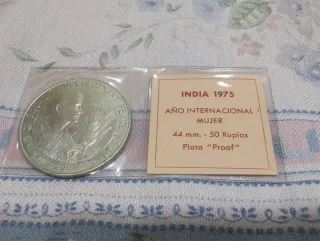 INDIA 1975
AÑO INTERNACIONAL
MUJER
44 mm. - 50 Rupias
Plata "Proof"